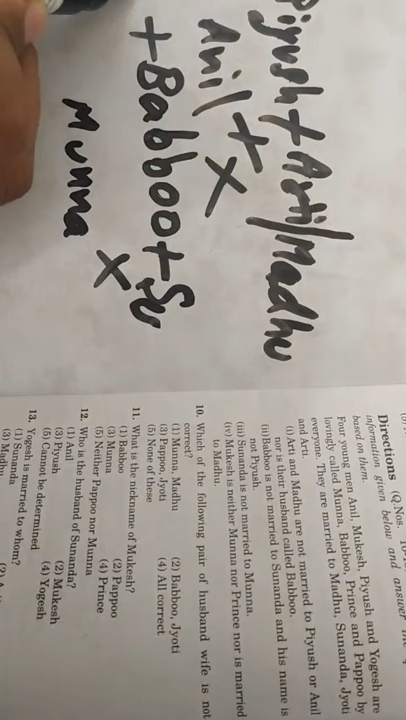 Piyush + Arti/Madhu
Anil + X
+ Babboo + Su
Munna X
Directions (Q.Nos.
information given below and answer
based on them.
Four young men Anil, Mukesh, Piyush and Yogesh are
lovingly called Munna, Babboo, Prince and Pappoo by
everyone. They are married to Madhu, Sunanda, Jyoti
and Arti.
(i) Arti and Madhu are not married to Piyush or Anil
nor is their husband called Babboo.
(ii) Babboo is not married to Sunanda and his name is
not Piyush.
(iii) Sunanda is not married to Munna.
(iv) Mukesh is neither Munna nor Prince nor is married
to Madhu.
10. Which of the following pair of husband wife is not
correct?
(1) Munna, Madhu (2) Babboo, Jyoti
(3) Pappoo, Jyoti (4) All correct
(5) None of these
11. What is the nickname of Mukesh?
(1) Babboo (2) Pappoo
(3) Munna (4) Prince
(5) Neither Pappoo nor Munna
12. Who is the husband of Sunanda?
(1) Anil (2) Mukesh
(3) Piyush (4) Yogesh
(5) Cannot be determined
13. Yogesh is married to whom?
(1) Sunanda
(3) Madhu